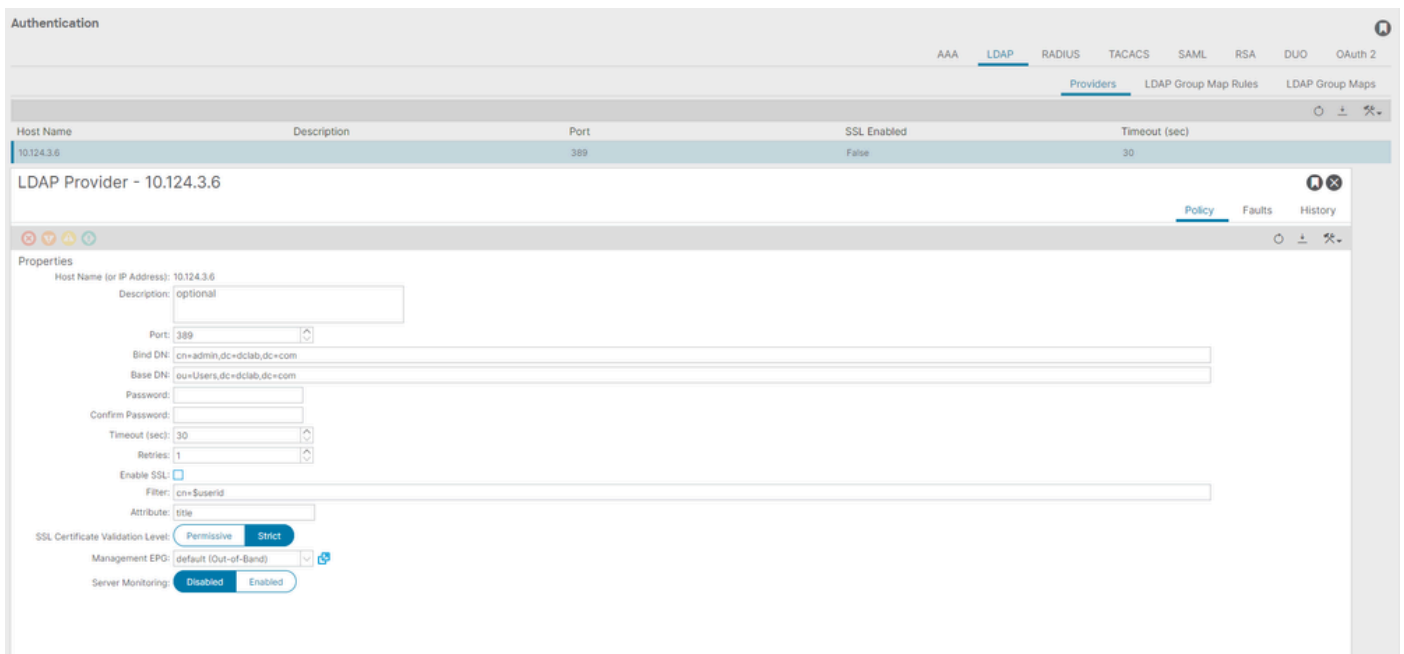 Authentication
AAA LDAP RADIUS TACACS SAML RSA DUO OAuth 2
Providers LDAP Group Map Rules LDAP Group Maps
Host Name Description Port SSL Enabled Timeout (sec)
10.124.3.6 389 False 30
LDAP Provider - 10.124.3.6
Policy Faults History
Properties
Host Name (or IP Address): 10.124.3.6
Description: optional
Port: 389
Bind DN: cn=admin,dc=dclab,dc=com
Base DN: ou=Users,dc=dclab,dc=com
Password:
Confirm Password:
Timeout (sec): 30
Retries: 1
Enable SSL:
Filter: cn=$userid
Attribute: title
SSL Certificate Validation Level: Permissive Strict
Management EPG: default (Out-of-Band)
Server Monitoring: Disabled Enabled